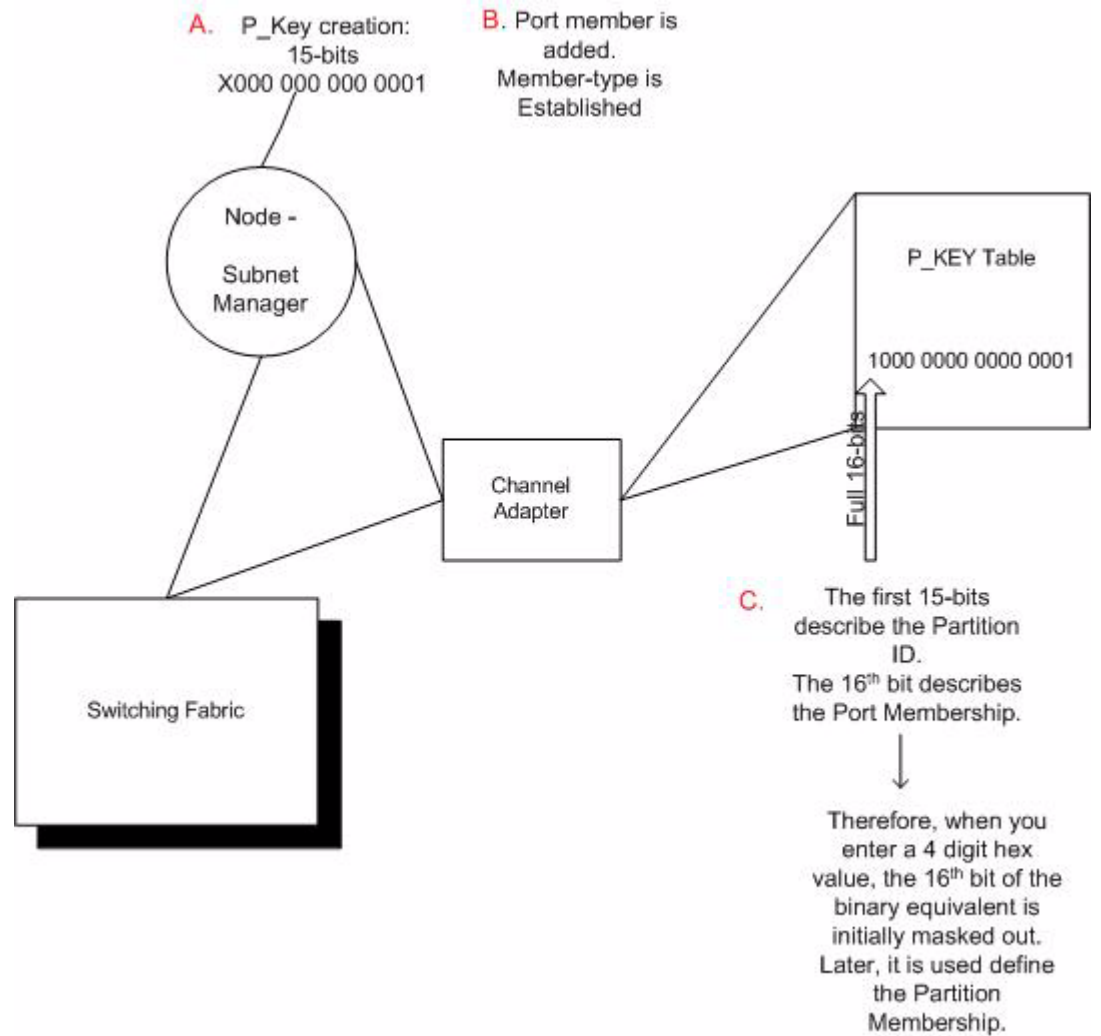 A. P_Key creation:
15-bits
X000 000 000 0001
B. Port member is
added.
Member-type is
Established
Node -
Subnet
Manager
P_KEY Table
1000 0000 0000 0001
Full 16-bits
Channel
Adapter
Switching Fabric
C. The first 15-bits
describe the Partition
ID.
The 16th bit describes
the Port Membership.
Therefore, when you
enter a 4 digit hex
value, the 16th bit of the
binary equivalent is
initially masked out.
Later, it is used define
the Partition
Membership.